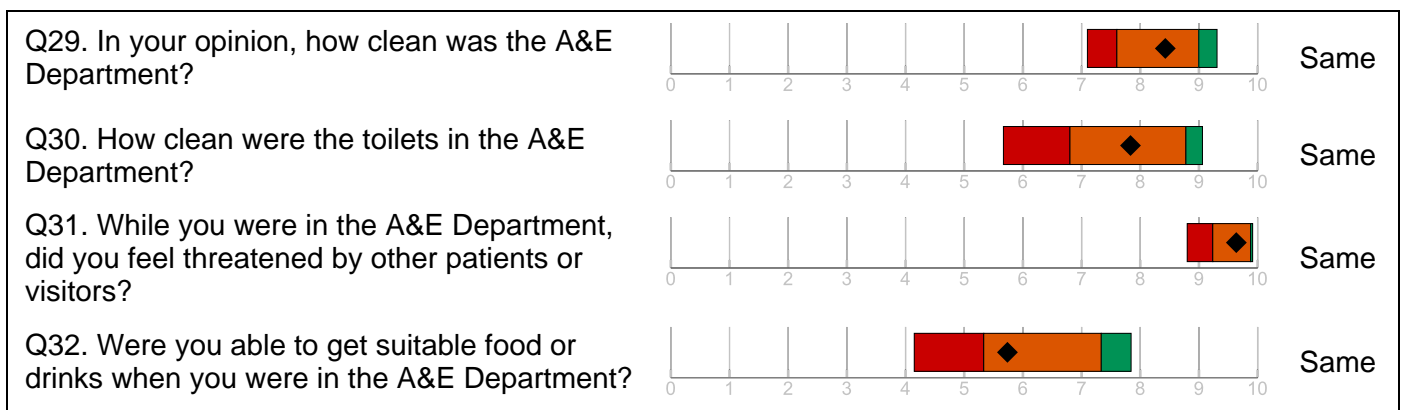 Q29. In your opinion, how clean was the A&E
Department?
0 1 2 3 4 5 6 7 8 9 10
Same
Q30. How clean were the toilets in the A&E
Department?
0 1 2 3 4 5 6 7 8 9 10
Same
Q31. While you were in the A&E Department,
did you feel threatened by other patients or
visitors?
0 1 2 3 4 5 6 7 8 9 10
Same
Q32. Were you able to get suitable food or
drinks when you were in the A&E Department?
0 1 2 3 4 5 6 7 8 9 10
Same